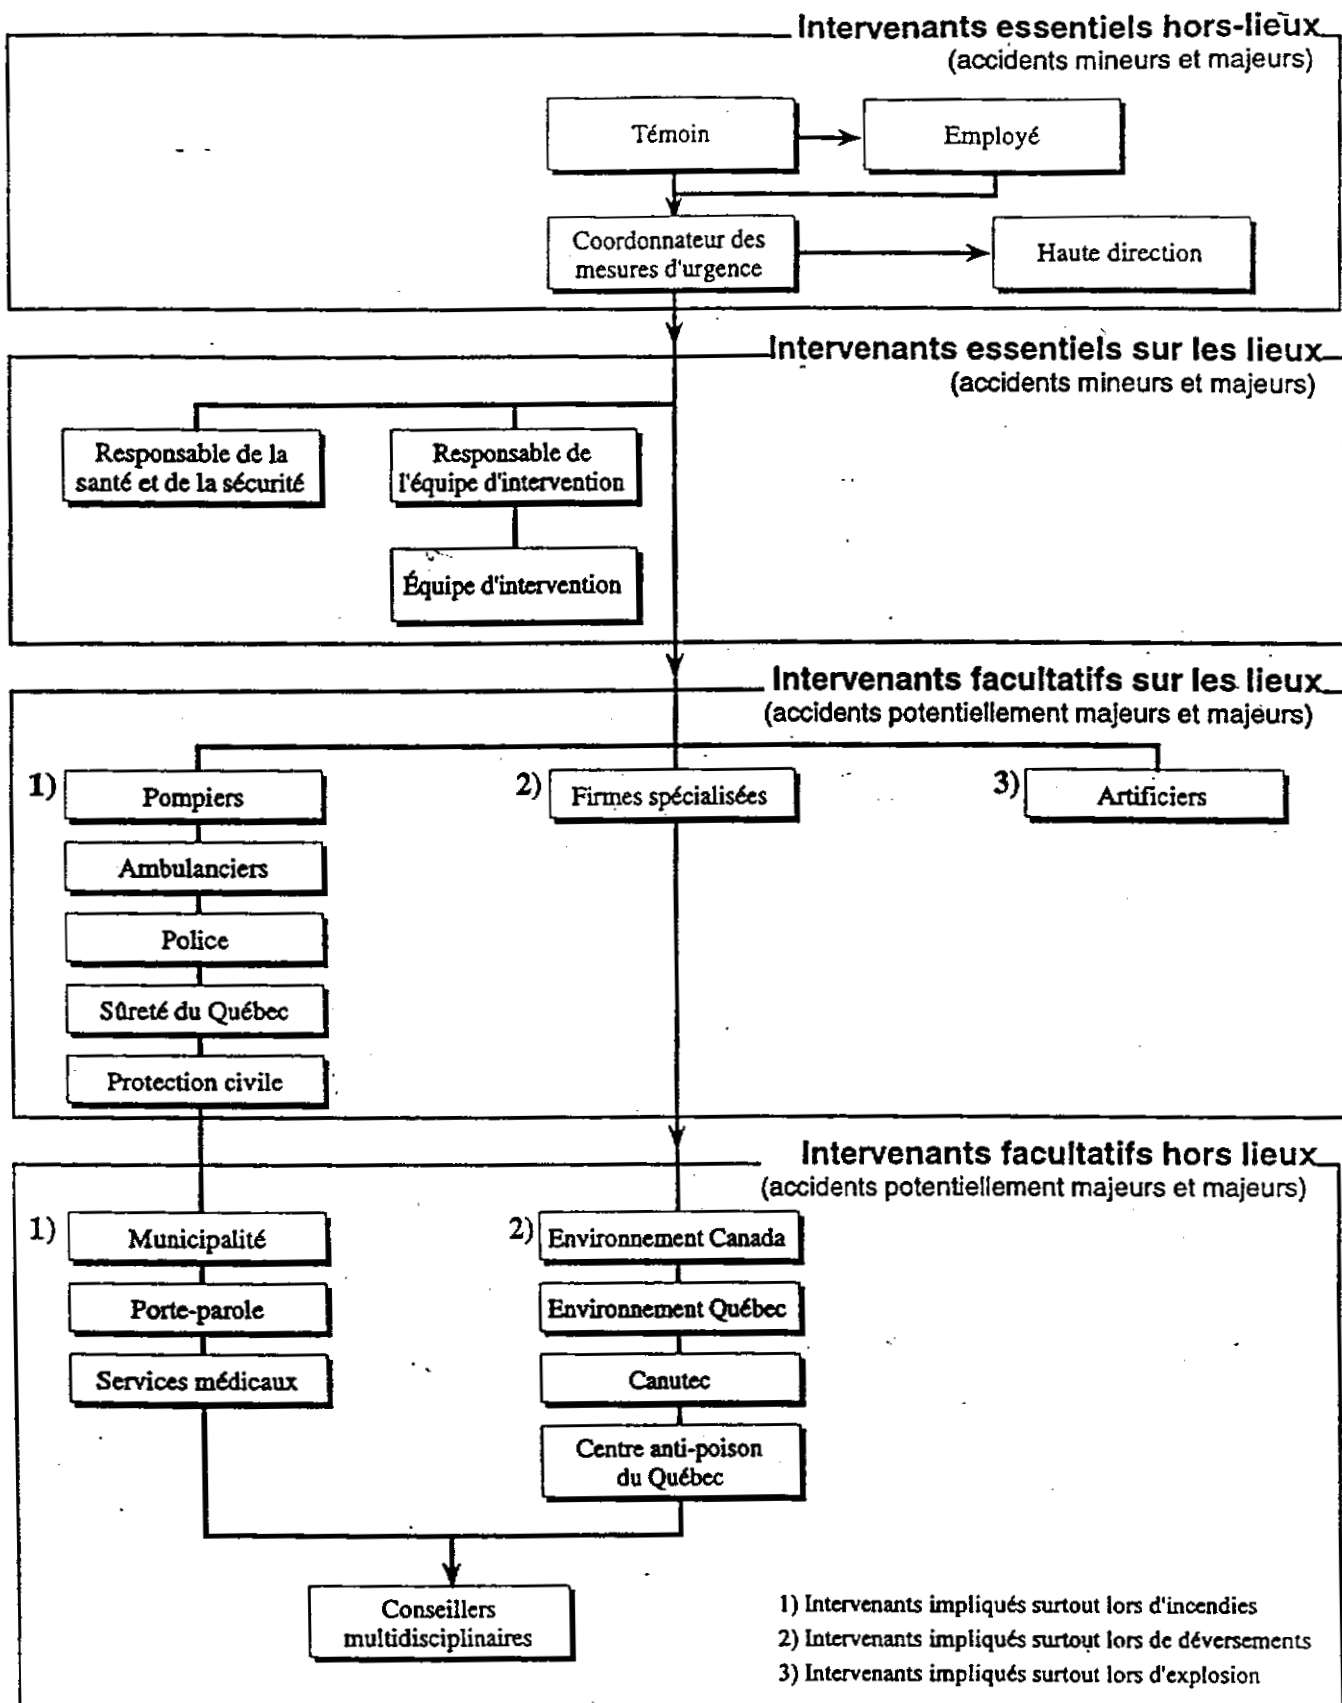 Intervenants essentiels hors-lieux
(accidents mineurs et majeurs)
Témoin
Employé
Coordonnateur des
mesures d'urgence
Haute direction
Intervenants essentiels sur les lieux
(accidents mineurs et majeurs)
Responsable de la
santé et de la sécurité
Responsable de
l'équipe d'intervention
Équipe d'intervention
Intervenants facultatifs sur les lieux
(accidents potentiellement majeurs et majeurs)
1)
Pompiers
2)
Firmes spécialisées
3)
Artificiers
Ambulanciers
Police
Sûreté du Québec
Protection civile
Intervenants facultatifs hors lieux
(accidents potentiellement majeurs et majeurs)
1)
Municipalité
2)
Environnement Canada
Porte-parole
Environnement Québec
Services médicaux
Canutec
Centre anti-poison
du Québec
Conseillers
multidisciplinaires
1) Intervenants impliqués surtout lors d'incendies
2) Intervenants impliqués surtout lors de déversements
3) Intervenants impliqués surtout lors d'explosion